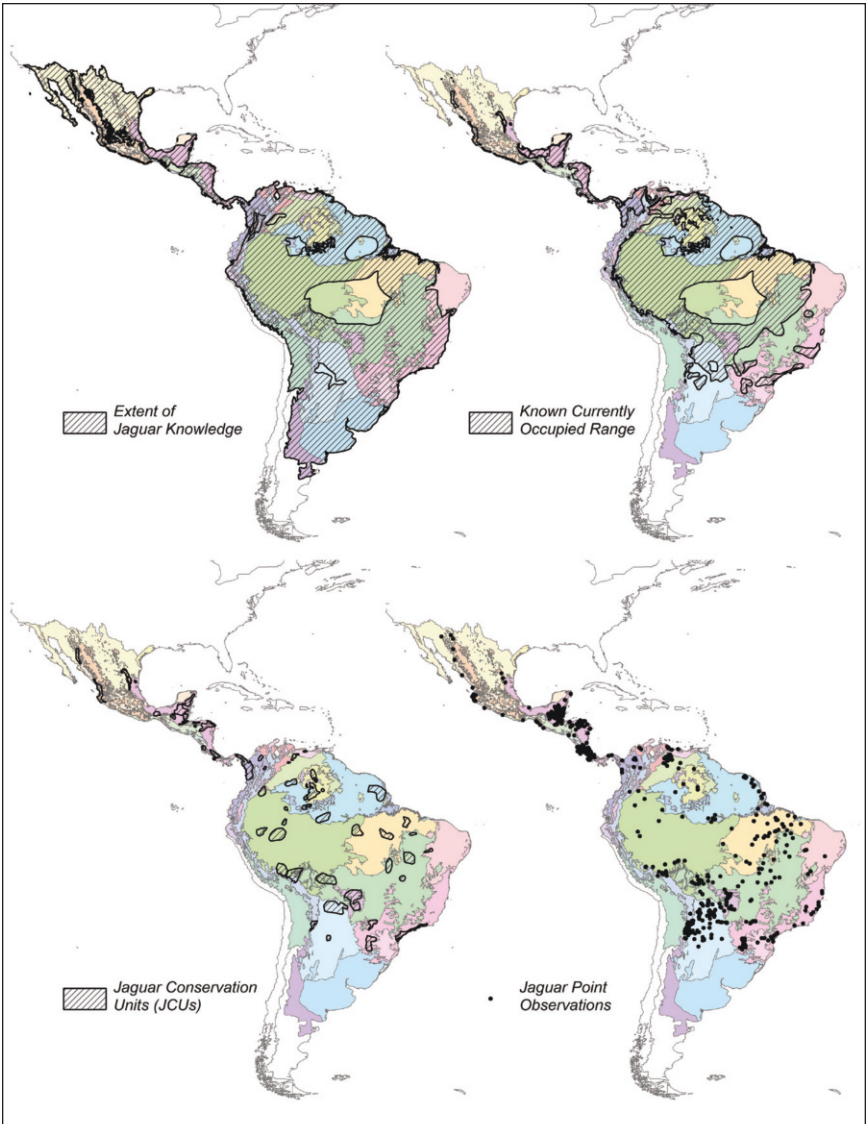 Extent of
Jaguar Knowledge
Known Currently
Occupied Range
Jaguar Conservation
Units (JCUs)
Jaguar Point
Observations